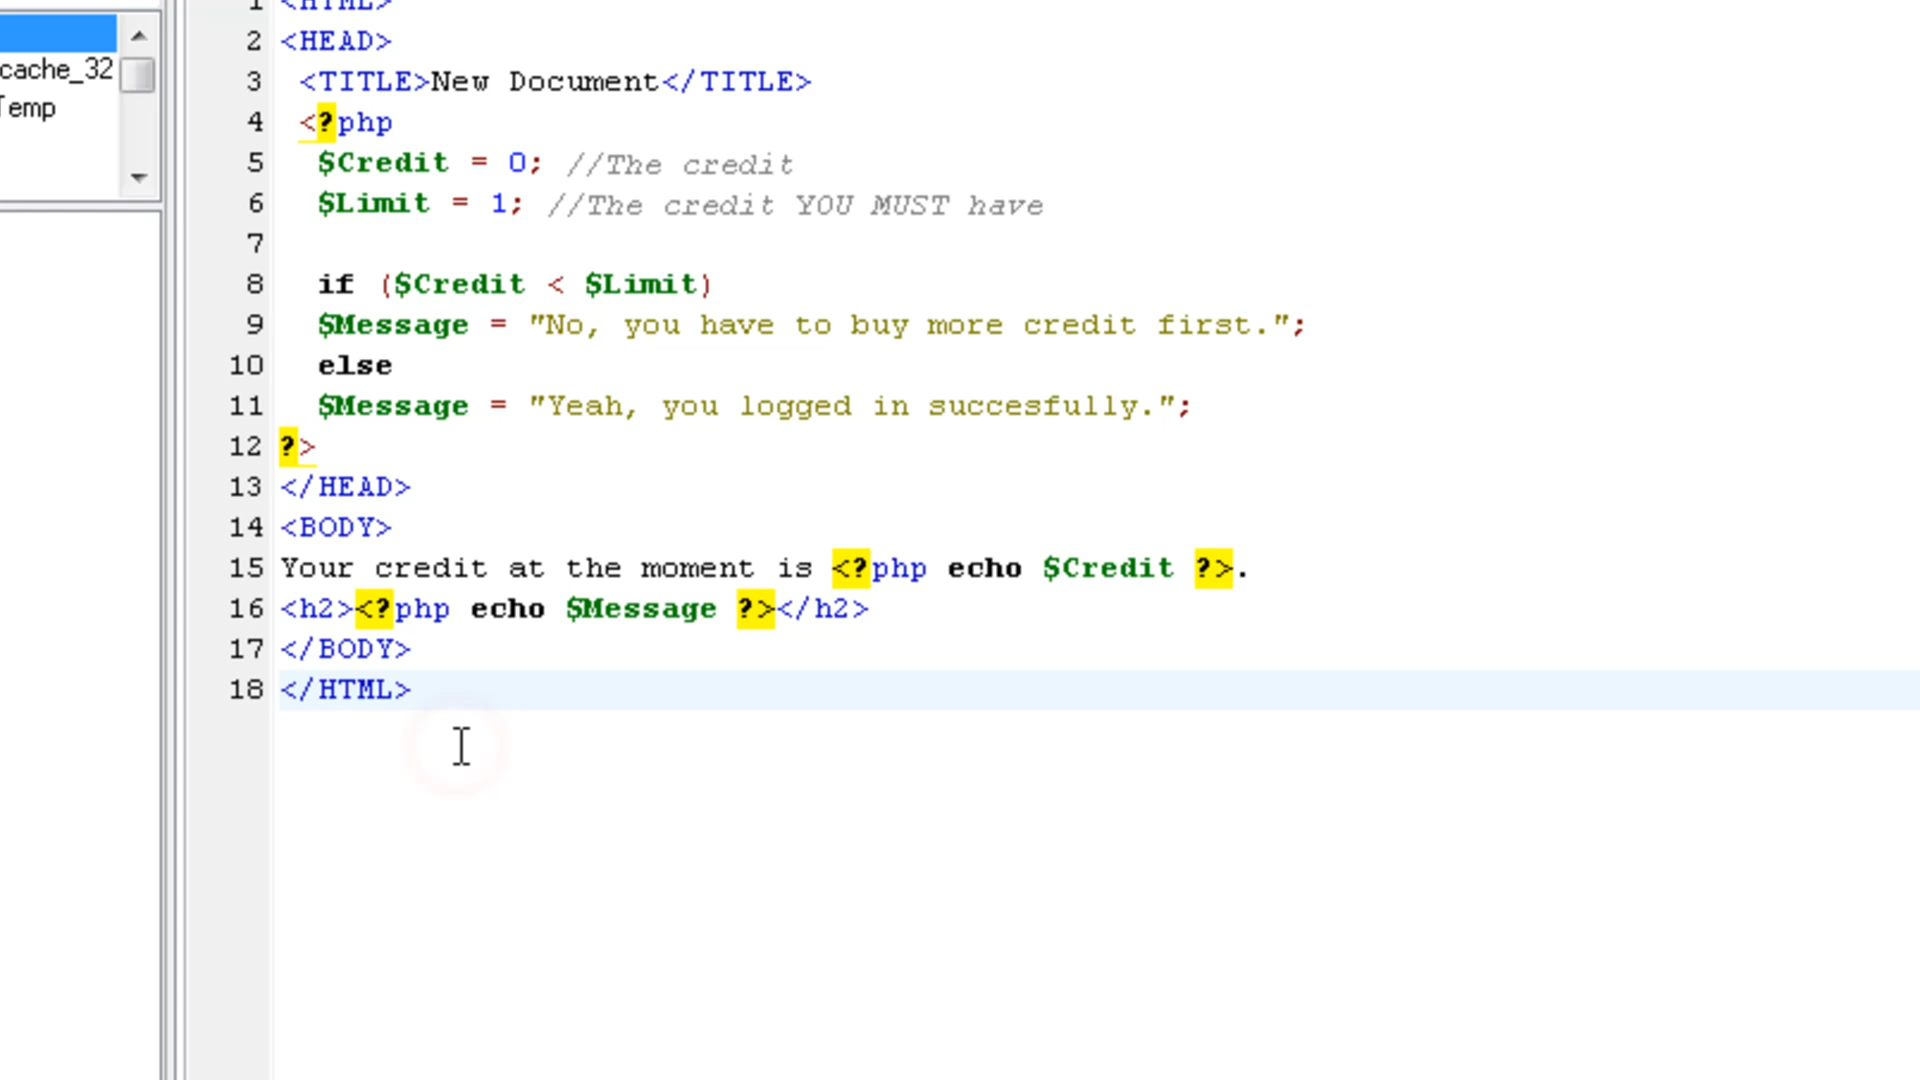 cache_32
Temp
1 <HTML>
2 <HEAD>
3 <TITLE>New Document</TITLE>
4 <?php
5 $Credit = 0; //The credit
6 $Limit = 1; //The credit YOU MUST have
7
8 if ($Credit < $Limit)
9 $Message = "No, you have to buy more credit first.";
10 else
11 $Message = "Yeah, you logged in succesfully.";
12 ?>
13 </HEAD>
14 <BODY>
15 Your credit at the moment is <?php echo $Credit ?>.
16 <h2><?php echo $Message ?></h2>
17 </BODY>
18 </HTML>